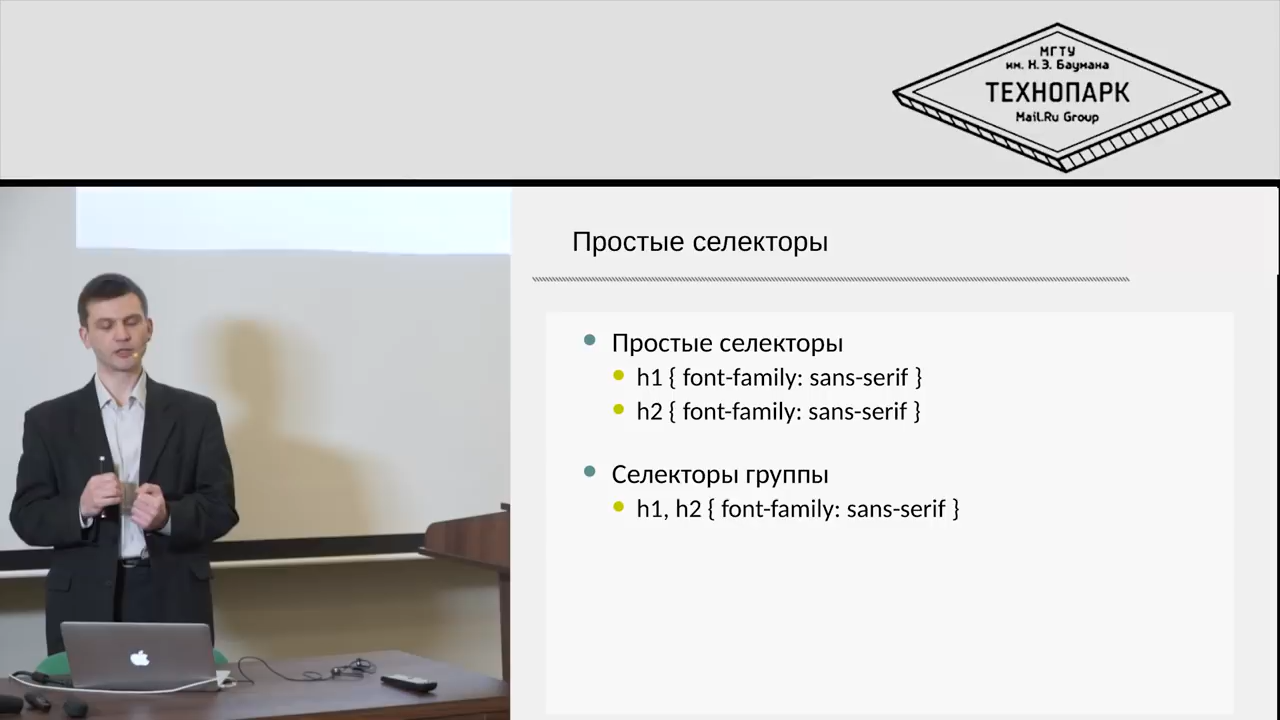 МГТУ
им. Н.Э. Баумана
ТЕХНОПАРК
Mail.Ru Group
Простые селекторы
Простые селекторы
h1 { font-family: sans-serif }
h2 { font-family: sans-serif }
Селекторы группы
h1, h2 { font-family: sans-serif }